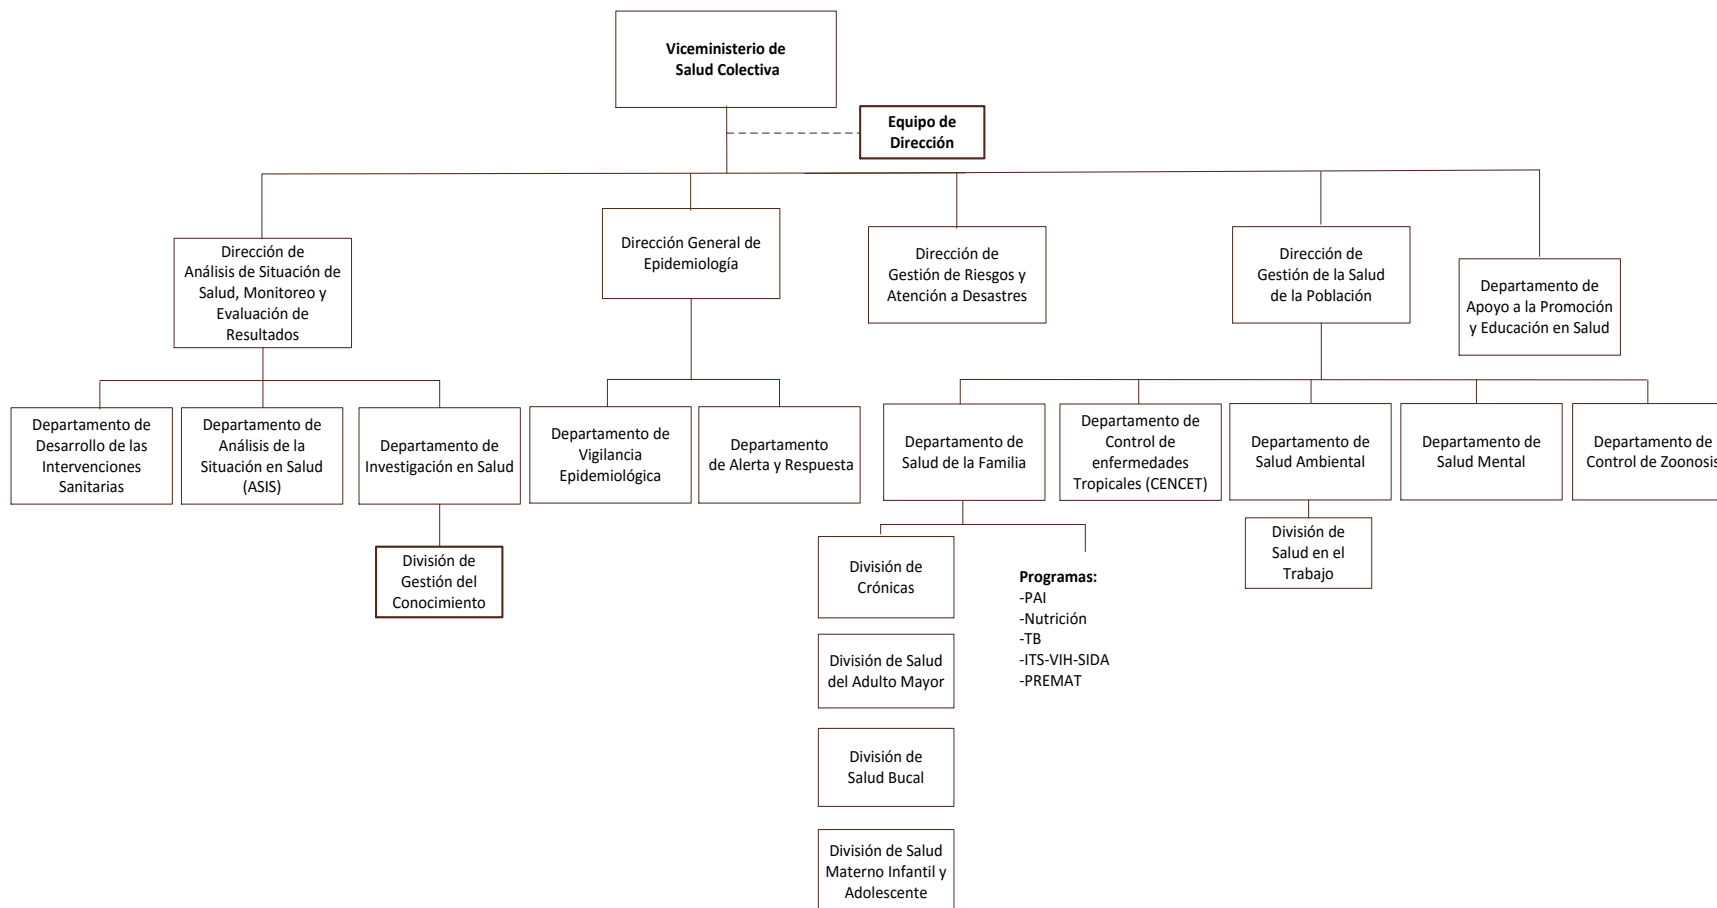 Viceministerio de
Salud Colectiva
Equipo de
Dirección
Dirección de
Análisis de Situación de
Salud, Monitoreo y
Evaluación de
Resultados
Dirección General de
Epidemiología
Dirección de
Gestión de Riesgos y
Atención a Desastres
Dirección de
Gestión de la Salud
de la Población
Departamento de
Apoyo a la Promoción
y Educación en Salud
Departamento de
Desarrollo de las
Intervenciones
Sanitarias
Departamento de
Análisis de la
Situación en Salud
(ASIS)
Departamento de
Investigación en Salud
Departamento de
Vigilancia
Epidemiológica
Departamento
de Alerta y Respuesta
Departamento de
Salud de la Familia
Departamento de
Control de
enfermedades
Tropicales (CENCET)
Departamento de
Salud Ambiental
Departamento de
Salud Mental
Departamento de
Control de Zoonosis
División de
Gestión del
Conocimiento
División de
Crónicas
Programas:
-PAI
-Nutrición
-TB
-ITS-VIH-SIDA
-PREMAT
División de
Salud en el
Trabajo
División de Salud
del Adulto Mayor
División de
Salud Bucal
División de Salud
Materno Infantil y
Adolescente